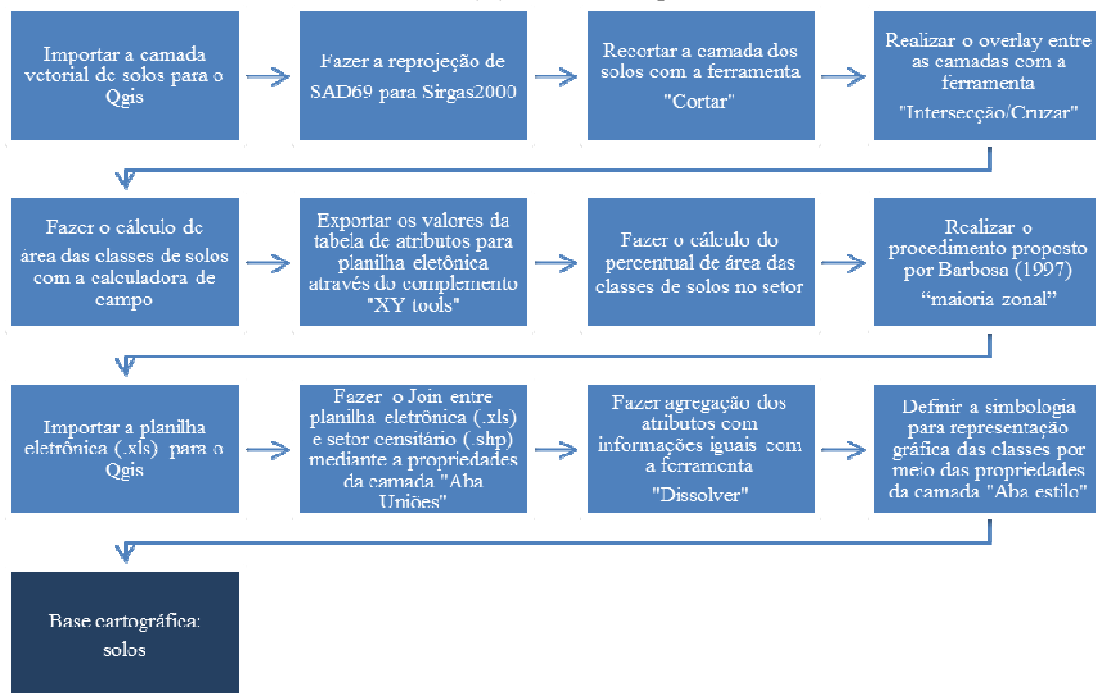 Importar a camada
vetorial de solos para o
Qgis
Fazer a reprojeção de
SAD69 para Sirgas2000
Recortar a camada dos
solos com a ferramenta
"Cortar"
Realizar o overlay entre
as camadas com a
ferramenta
"Intersecção/Cruzar"
Fazer o cálculo de
área das classes de solos
com a calculadora de
campo
Exportar os valores da
tabela de atributos para
planilha eletônica
através do complemento
"XY tools"
Fazer o cálculo do
percentual de área das
classes de solos no setor
Realizar o
procedimento proposto
por Barbosa (1997)
“maioria zonal”
Importar a planilha
eletrônica (.xls) para o
Qgis
Fazer o Join entre
planilha eletrônica (.xls)
e setor censitário (.shp)
mediante a propriedades
da camada "Aba
Uniões"
Fazer agregação dos
atributos com
informações iguais com
a ferramenta
"Dissolver"
Definir a simbologia
para representação
gráfica das classes por
meio das propriedades
da camada "Aba estilo"
Base cartográfica:
solos